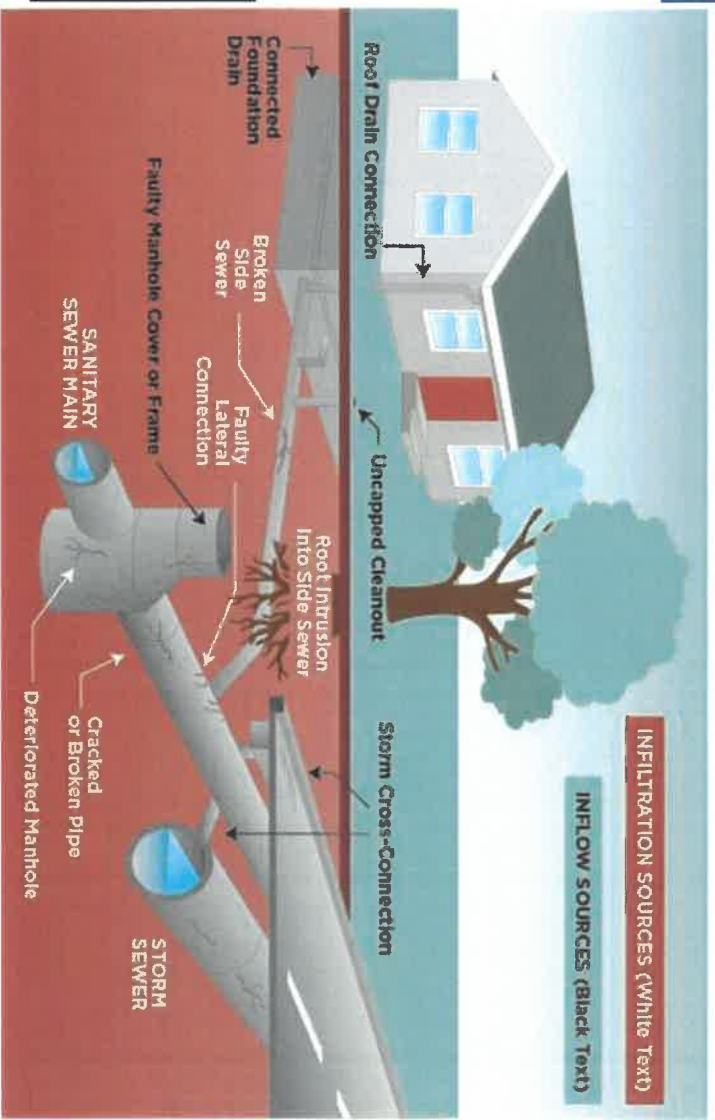 INFILTRATION SOURCES (White Text)
INFLOW SOURCES (Black Text)
Roof Drain Connection
Uncapped Cleanout
Storm Cross-Connection
Connected
Foundation
Drain
Root Intrusion
Into Side Sewer
Broken
Side
Sewer
Faulty
Lateral
Connection
Faulty Manhole Cover or Frame
SANITARY
SEWER MAIN
STORM
SEWER
Cracked
or Broken Pipe
Deteriorated Manhole